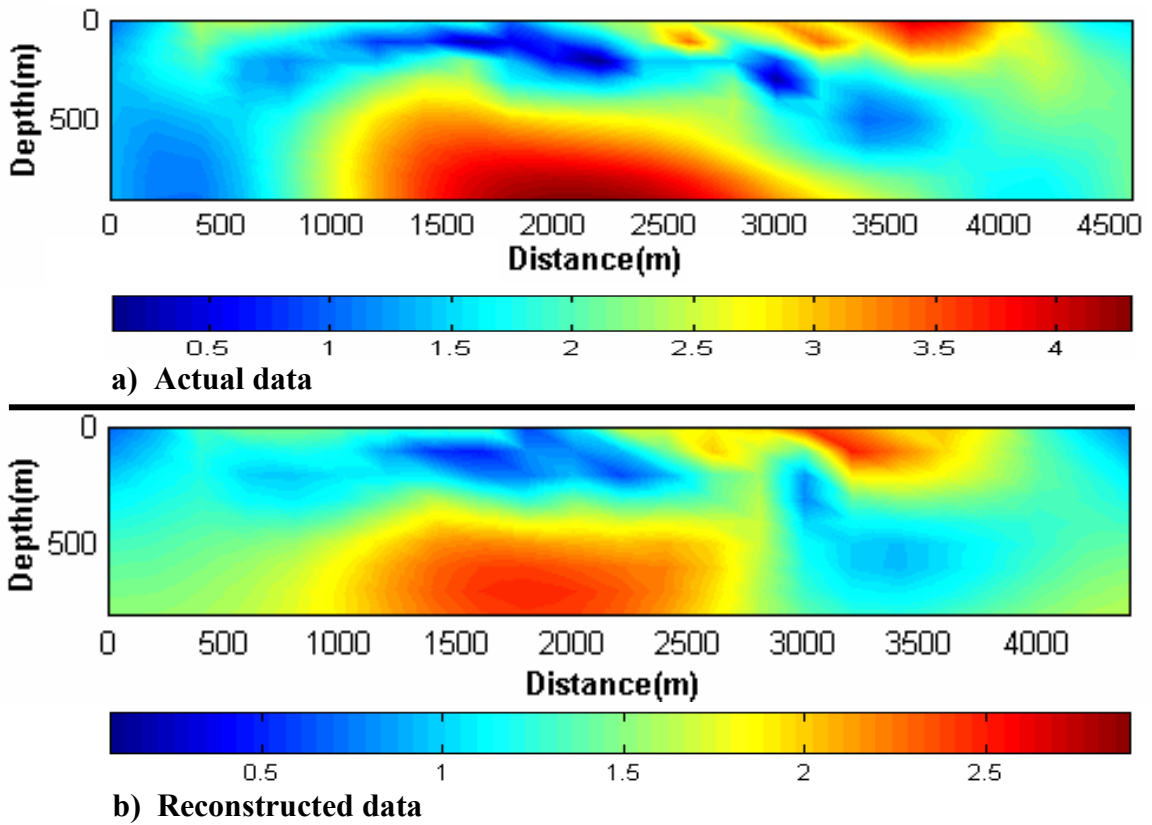 0
500
Depth(m)
0 500 1000 1500 2000 2500 3000 3500 4000 4500
Distance(m)
0.5 1 1.5 2 2.5 3 3.5 4
a) Actual data
0
500
Depth(m)
0 500 1000 1500 2000 2500 3000 3500 4000
Distance(m)
0.5 1 1.5 2 2.5
b) Reconstructed data